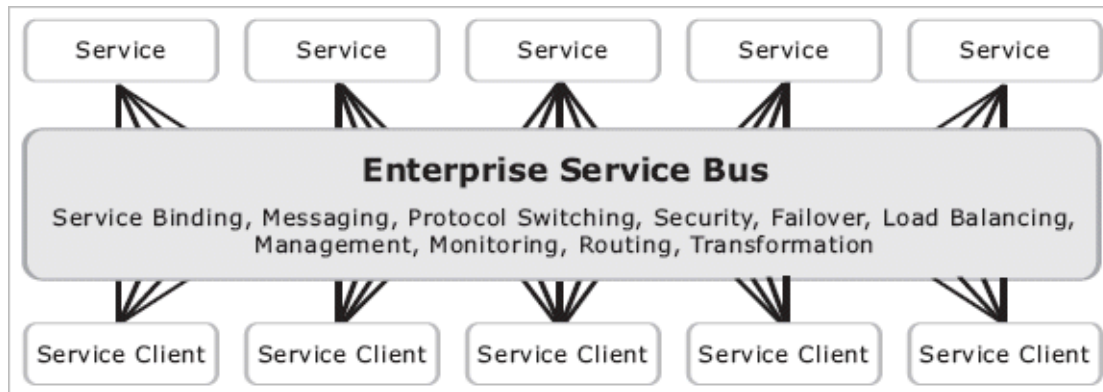 Service Service Service Service Service
Enterprise Service Bus
Service Binding, Messaging, Protocol Switching, Security, Failover, Load Balancing,
Management, Monitoring, Routing, Transformation
Service Client Service Client Service Client Service Client Service Client